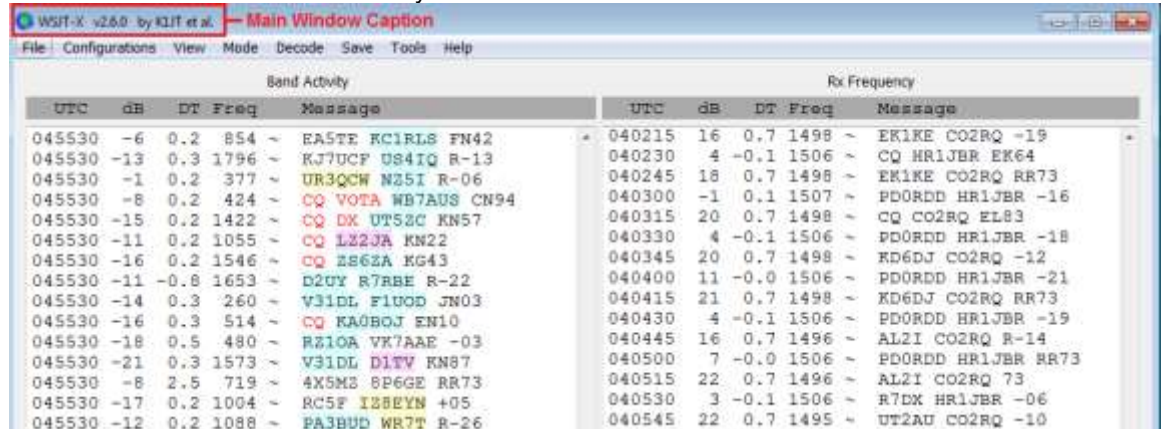 WSJT-X v2.6.0 by K1JT et al. Main Window Caption
File Configurations View Mode Decode Save Tools Help
Band Activity
UTC dB DT Freq Message
045530 -6 0.2 854 ~ EA5TE KC1RLS FN42
045530 -13 0.3 1796 ~ KJ7UCF US4IQ R-13
045530 -1 0.2 377 ~ UR3QCW NZ5I R-06
045530 -8 0.2 424 ~ CQ VOTA WB7AUS CN94
045530 -15 0.2 1422 ~ CQ DX UT5ZC KN57
045530 -11 0.2 1055 ~ CQ LZ2JA KN22
045530 -16 0.2 1546 ~ CQ ZS6ZA KG43
045530 -11 -0.8 1653 ~ D2UY R7RBE R-22
045530 -14 0.3 260 ~ V31DL F1UOD JN03
045530 -16 0.3 514 ~ CQ KA0BOJ EN10
045530 -18 0.5 480 ~ RZ1OA VK7AAE -03
045530 -21 0.3 1573 ~ V31DL D1TV KN87
045530 -8 2.5 719 ~ 4X5MZ 8P6GE RR73
045530 -17 0.2 1004 ~ RC5F IZ8EYN +05
045530 -12 0.2 1088 ~ PA3BUD WR7T R-26
Rx Frequency
UTC dB DT Freq Message
040215 16 0.7 1498 ~ EK1KE CO2RQ -19
040230 4 -0.1 1506 ~ CQ HR1JBR EK64
040245 18 0.7 1498 ~ EK1KE CO2RQ RR73
040300 -1 0.1 1507 ~ PD0RDD HR1JBR -16
040315 20 0.7 1498 ~ CQ CO2RQ EL83
040330 4 -0.1 1506 ~ PD0RDD HR1JBR -18
040345 20 0.7 1498 ~ KD6DJ CO2RQ -12
040400 11 -0.0 1506 ~ PD0RDD HR1JBR -21
040415 21 0.7 1498 ~ KD6DJ CO2RQ RR73
040430 4 -0.1 1506 ~ PD0RDD HR1JBR -19
040445 16 0.7 1496 ~ AL2I CO2RQ R-14
040500 7 -0.0 1506 ~ PD0RDD HR1JBR RR73
040515 22 0.7 1496 ~ AL2I CO2RQ 73
040530 3 -0.1 1506 ~ R7DX HR1JBR -06
040545 22 0.7 1495 ~ UT2AU CO2RQ -10